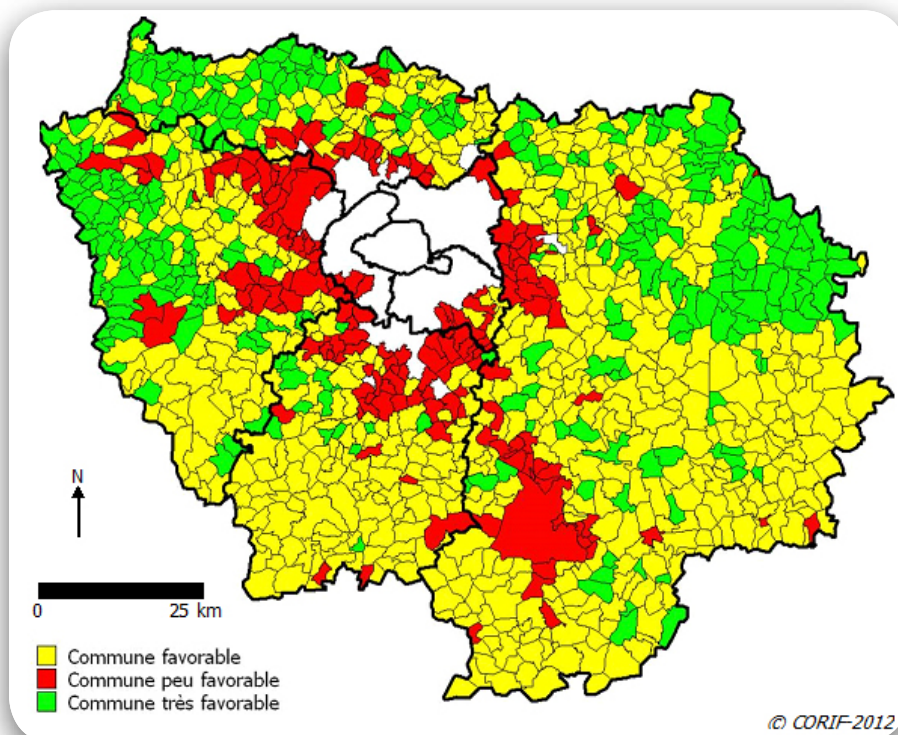 N
0 25 km
Commune favorable
Commune peu favorable
Commune très favorable
© CORIF-2012